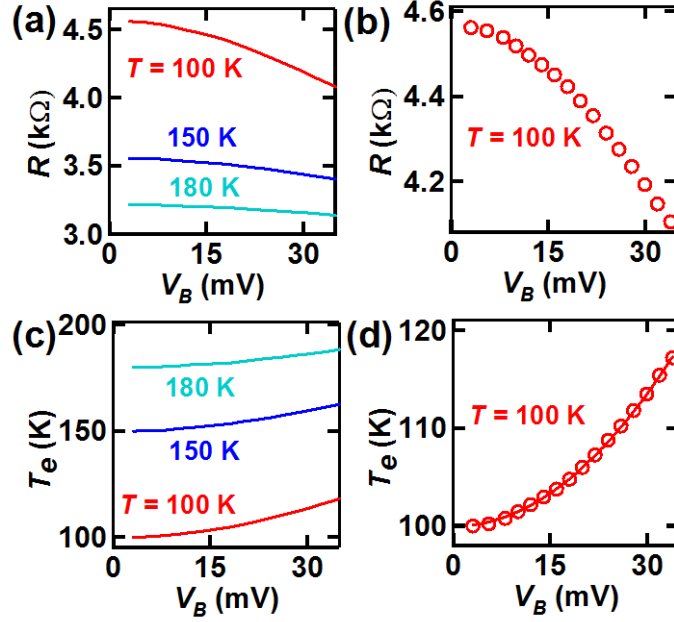 (a)
4.5
4.0
3.5
3.0
R (kΩ)
T = 100 K
150 K
180 K
0
15
30
V_B (mV)
(b)
4.6
4.4
4.2
R (kΩ)
T = 100 K
0
15
30
V_B (mV)
(c)
200
150
100
T_e (K)
180 K
150 K
T = 100 K
0
15
30
V_B (mV)
(d)
120
110
100
T_e (K)
T = 100 K
0
15
30
V_B (mV)